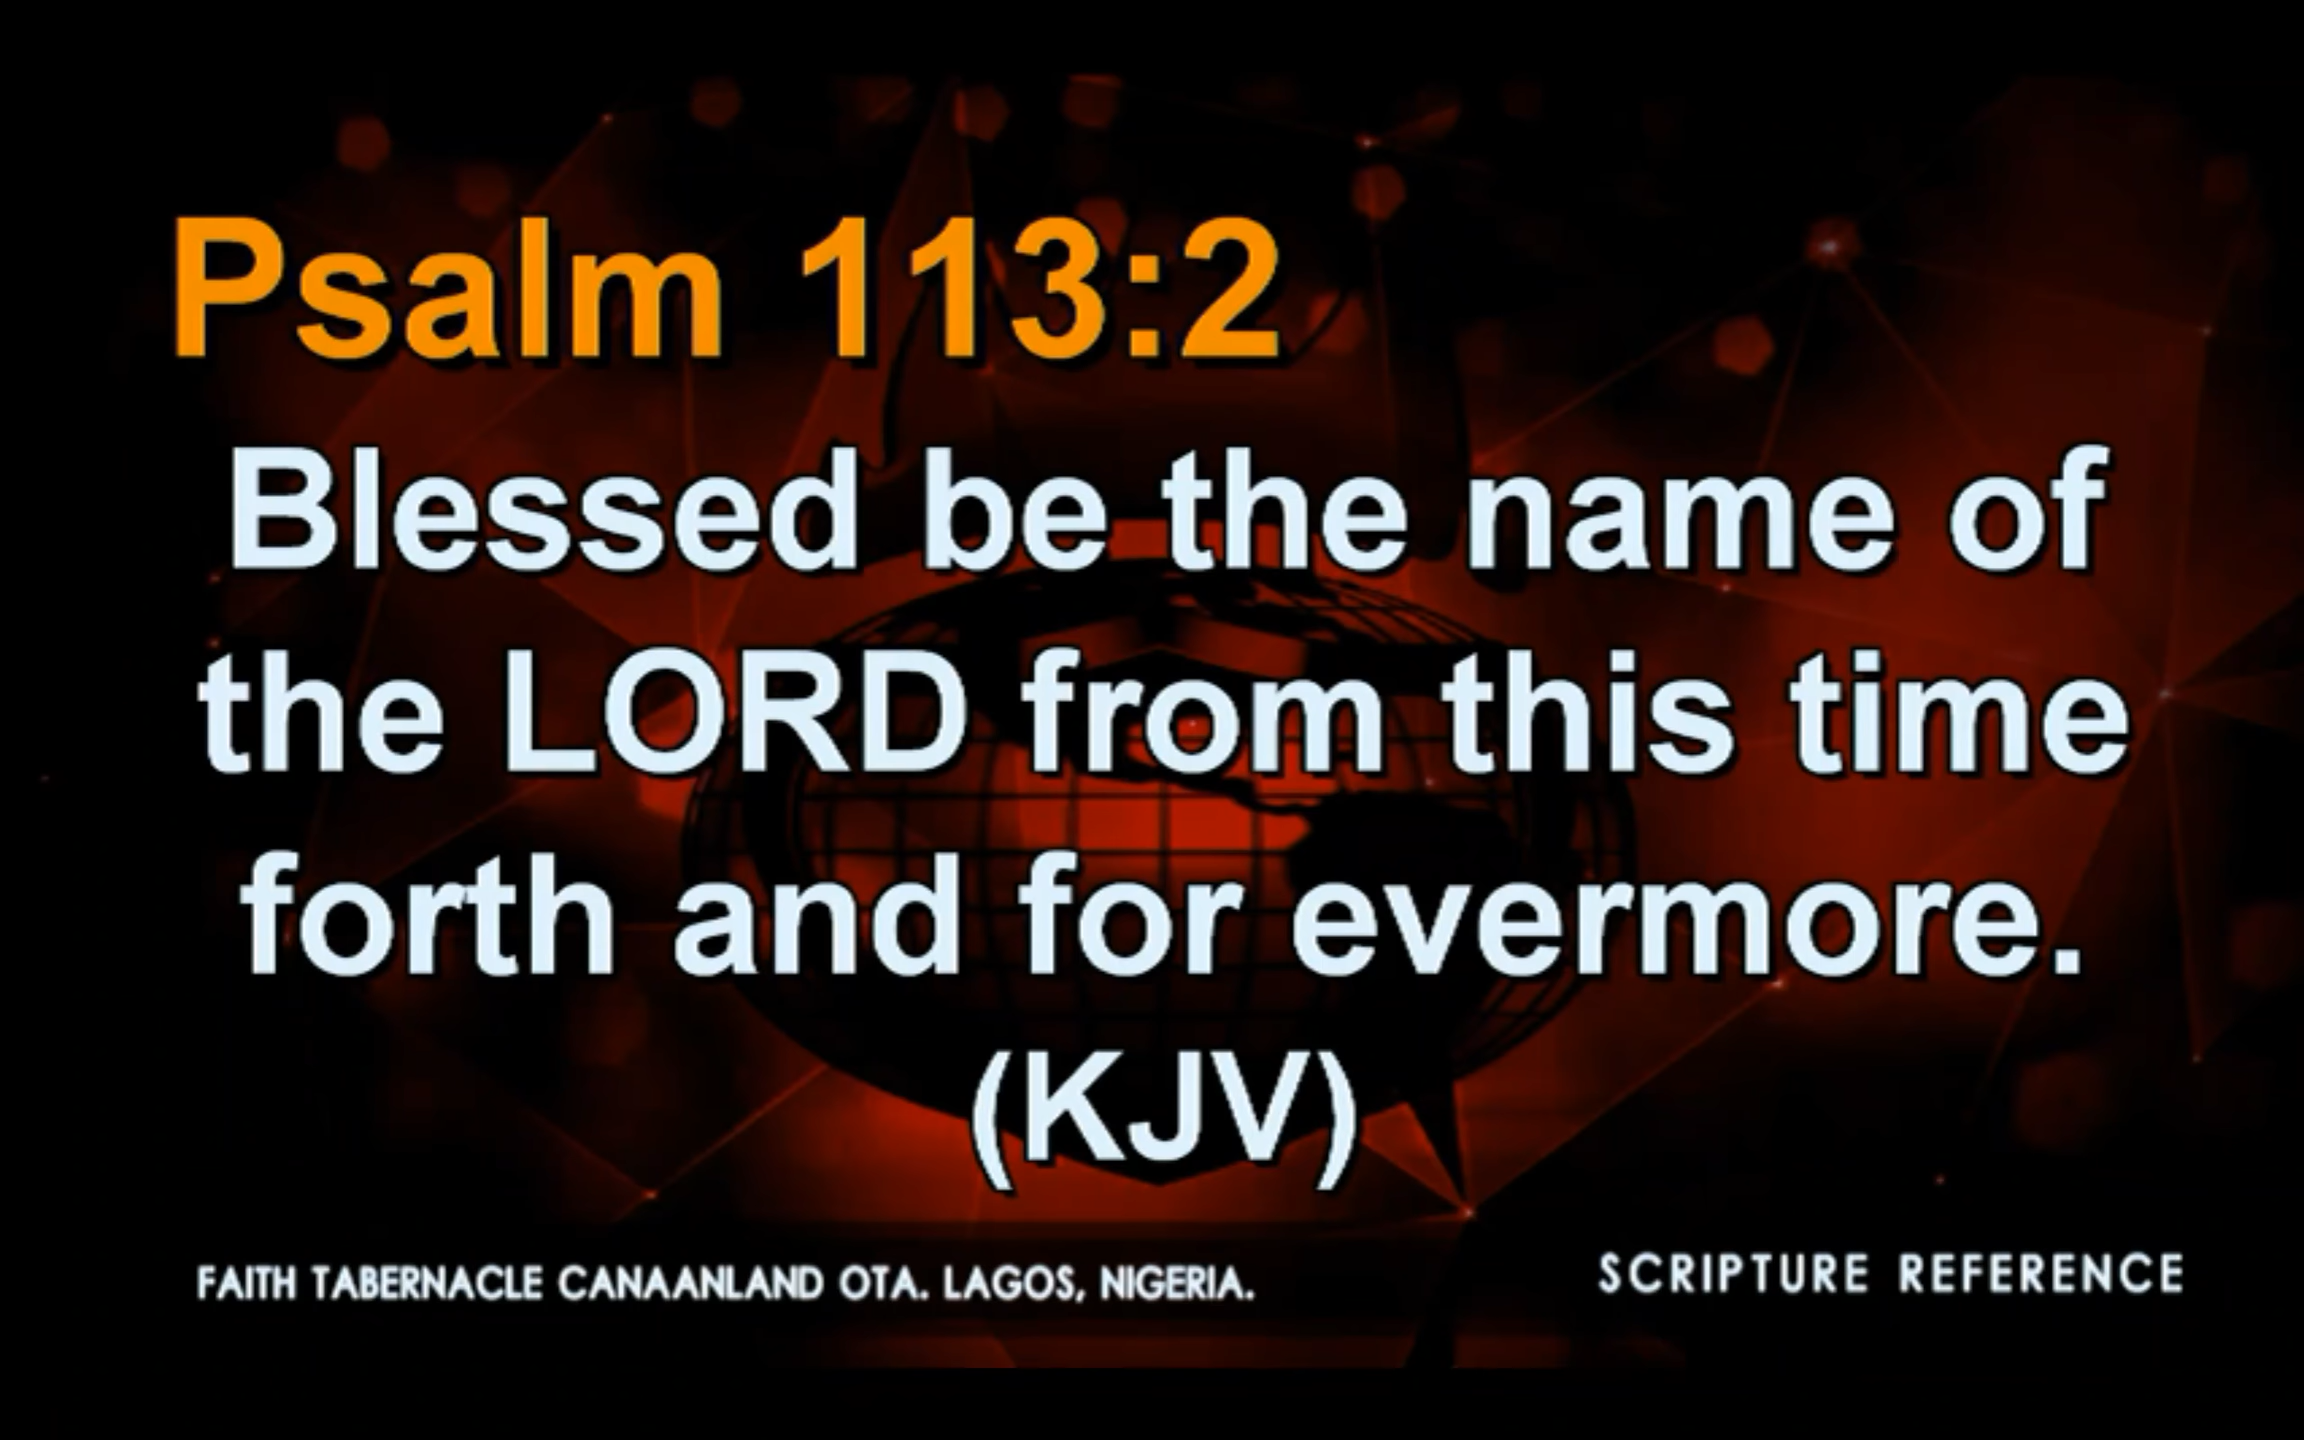 Psalm 113:2
Blessed be the name of
the LORD from this time
forth and for evermore.
(KJV)
FAITH TABERNACLE CANAANLAND OTA. LAGOS, NIGERIA.
SCRIPTURE REFERENCE